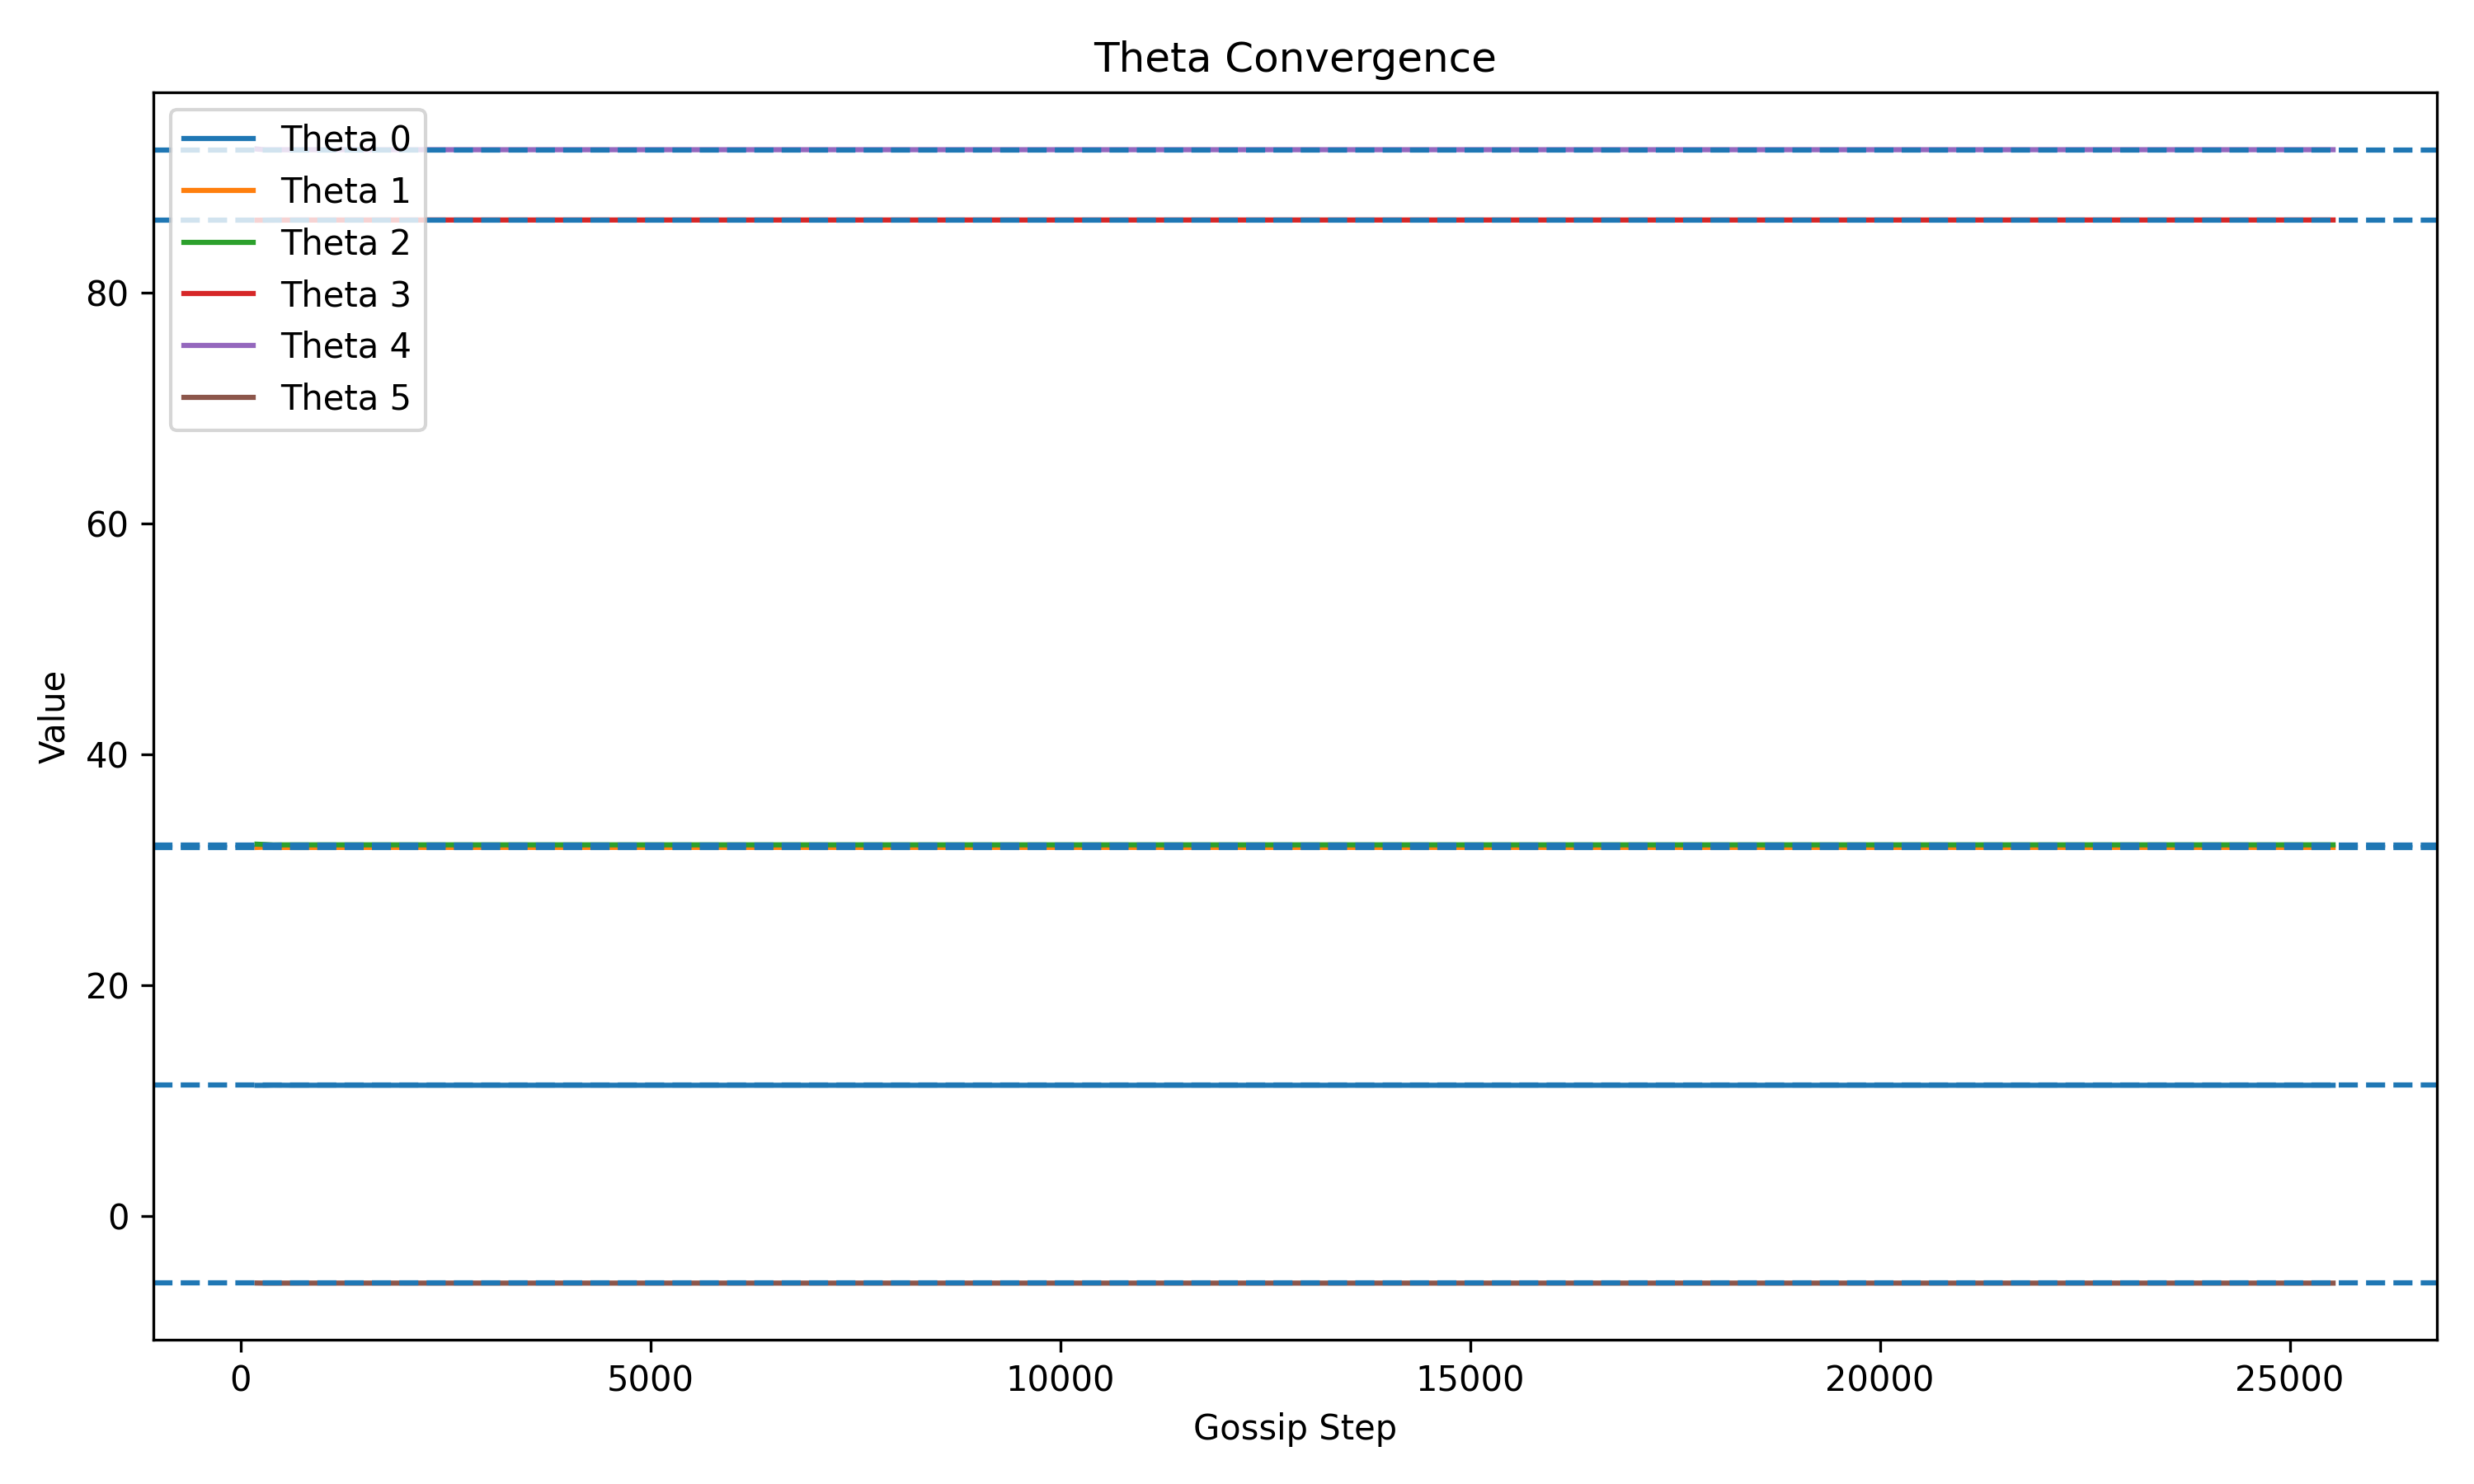 Theta Convergence
Theta 0
Theta 1
Theta 2
Theta 3
Theta 4
Theta 5
Value
80
60
40
20
0
0 5000 10000 15000 20000 25000
Gossip Step